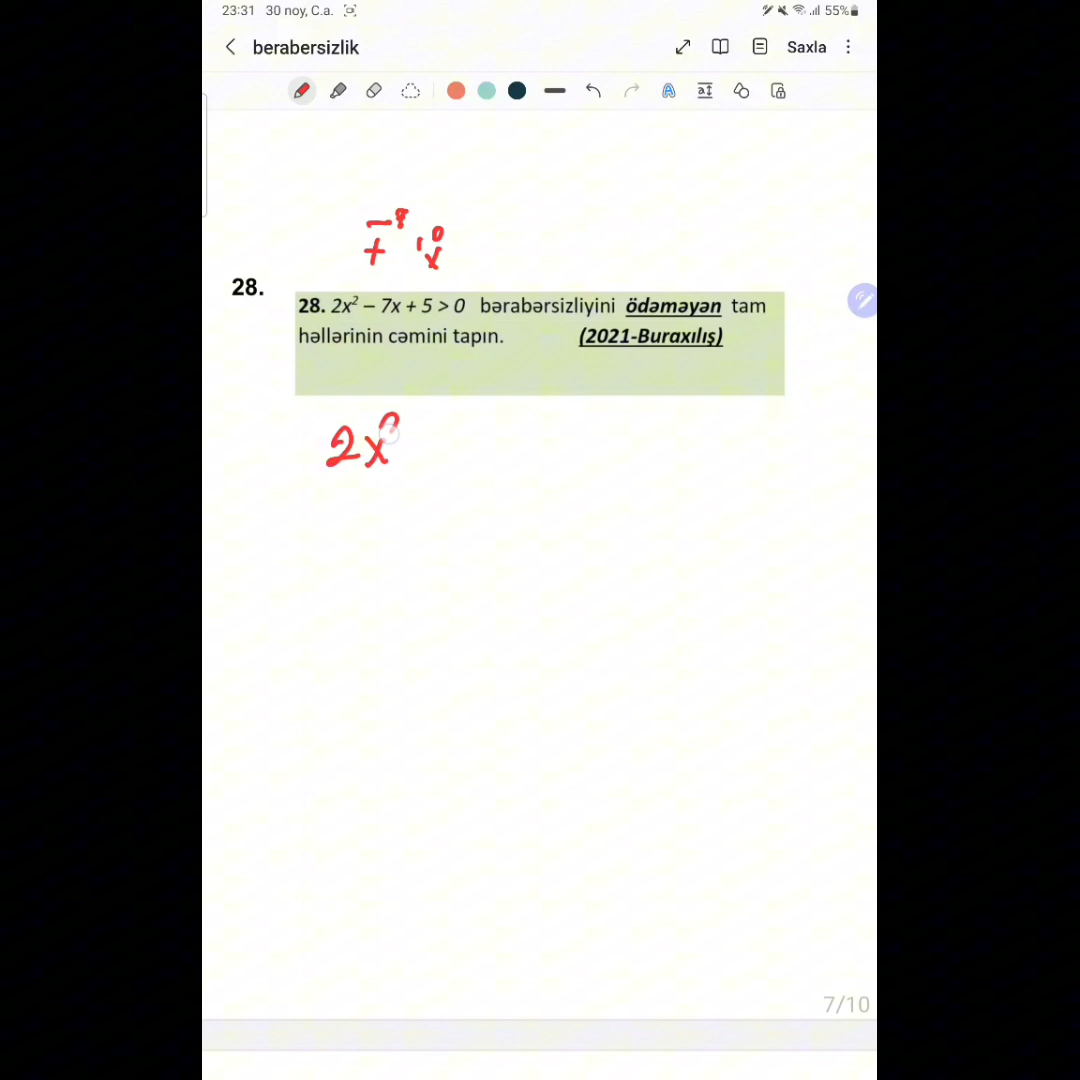 23:31 30 noy, C.a. 55%
berabersizlik Saxla
28.
28. 2x² – 7x + 5 > 0 bərabərsizliyini ödəməyən tam
həllərinin cəmini tapın. (2021-Buraxılış)
2x²
7/10